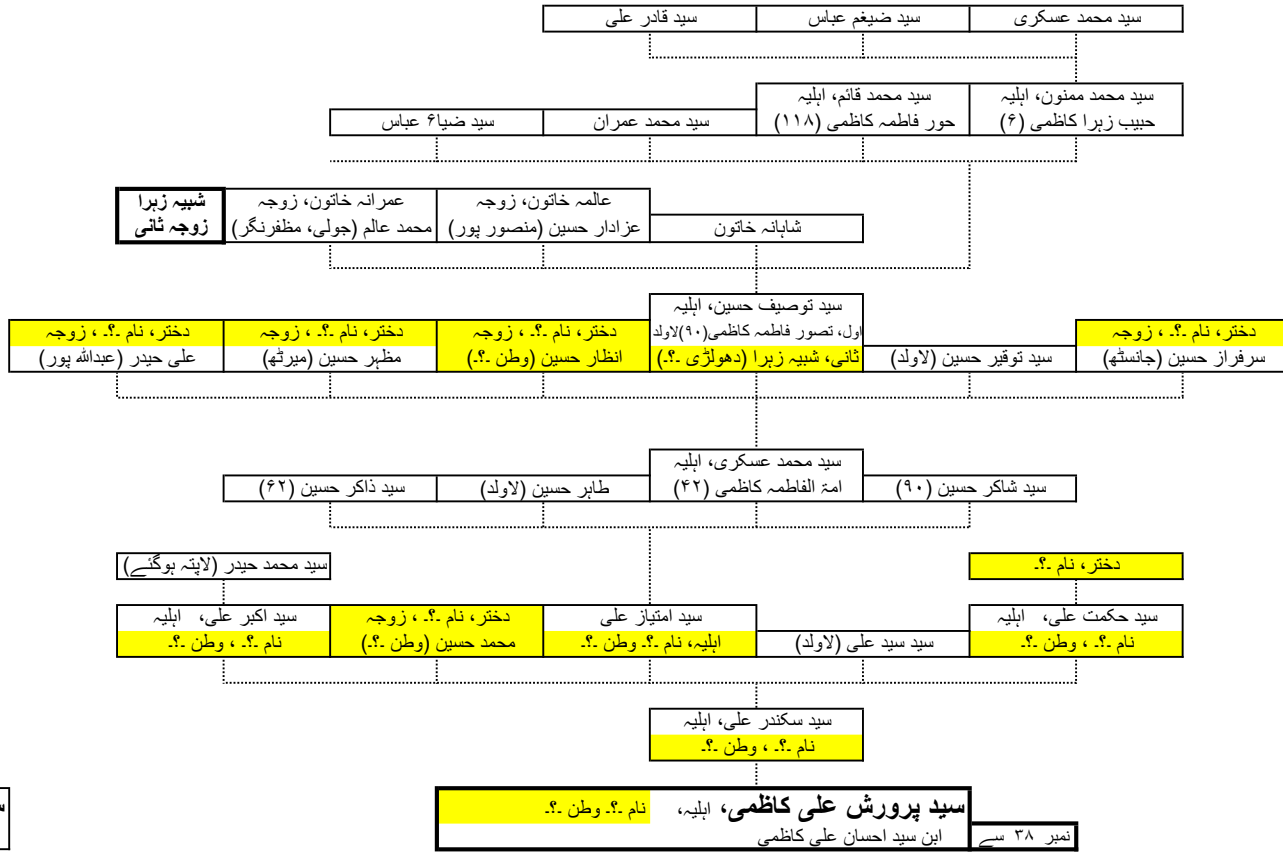 سید محمد عسکری
سید ضیغم عباس
سید قادر علی
سید محمد ممنون، اہلیہ
حبیب زہرا کاظمی (۶)
سید محمد قائم، اہلیہ
حور فاطمہ کاظمی (۱۱۸)
سید محمد عمران
سید ضیا۶ عباس
شاہانہ خاتون
عالمہ خاتون، زوجہ
عزادار حسین (منصور پور)
عمرانہ خاتون، زوجہ
محمد عالم (جولی، مظفرنگر)
شبیہ زہرا
زوجہ ثانی
دختر، نام ۔؟۔ ، زوجہ
سرفراز حسین (جانسٹھ)
سید توقیر حسین (لاولد)
سید توصیف حسین، اہلیہ
اول، تصور فاطمہ کاظمی(۹۰)لاولد
ثانی، شبیہ زہرا (دھولڑی ۔؟۔)
دختر، نام ۔؟۔ ، زوجہ
انظار حسین (وطن ۔؟۔)
دختر، نام ۔؟۔ ، زوجہ
مظہر حسین (میرٹھ)
دختر، نام ۔؟۔ ، زوجہ
علی حیدر (عبداللہ پور)
سید شاکر حسین (۹۰)
سید محمد عسکری، اہلیہ
امۃ الفاطمہ کاظمی (۴۲)
طاہر حسین (لاولد)
سید ذاکر حسین (۶۲)
دختر، نام ۔؟۔
سید محمد حیدر (لاپتہ ہوگئے)
سید حکمت علی، اہلیہ
نام ۔؟۔ ، وطن ۔؟۔
سید سید علی (لاولد)
سید امتیاز علی
اہلیہ، نام ۔؟۔ وطن ۔؟۔
دختر، نام ۔؟۔ ، زوجہ
محمد حسین (وطن ۔؟۔)
سید اکبر علی، اہلیہ
نام ۔؟۔ ، وطن ۔؟۔
سید سکندر علی، اہلیہ
نام ۔؟۔ ، وطن ۔؟۔
سید پرورش علی کاظمی، اہلیہ، نام ۔؟۔ وطن ۔؟۔
نمبر ۳۸ سے
ابن سید احسان علی کاظمی